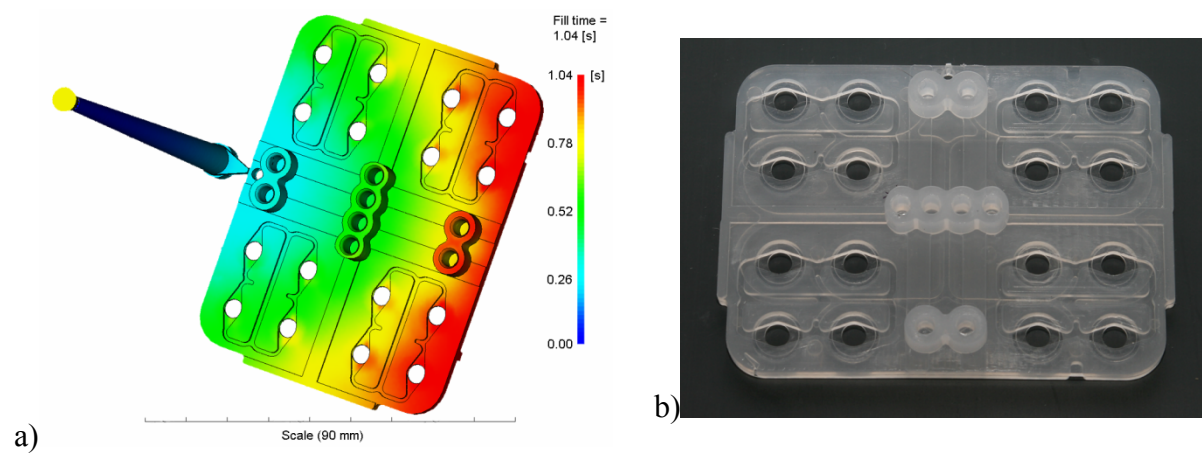 Fill time =
1.04 [s]
1.04 [s]
0.78
0.52
0.26
0.00
Scale (90 mm)
a)
b)